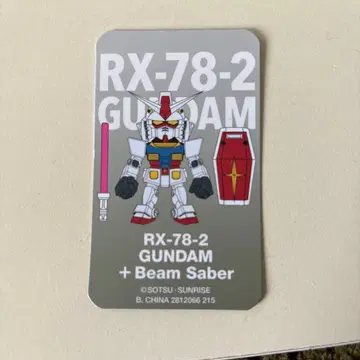 RX-78-2
GUNDAM
RX-78-2
GUNDAM
+ Beam Saber
©SOTSU・SUNRISE
B. CHINA 2812066 215